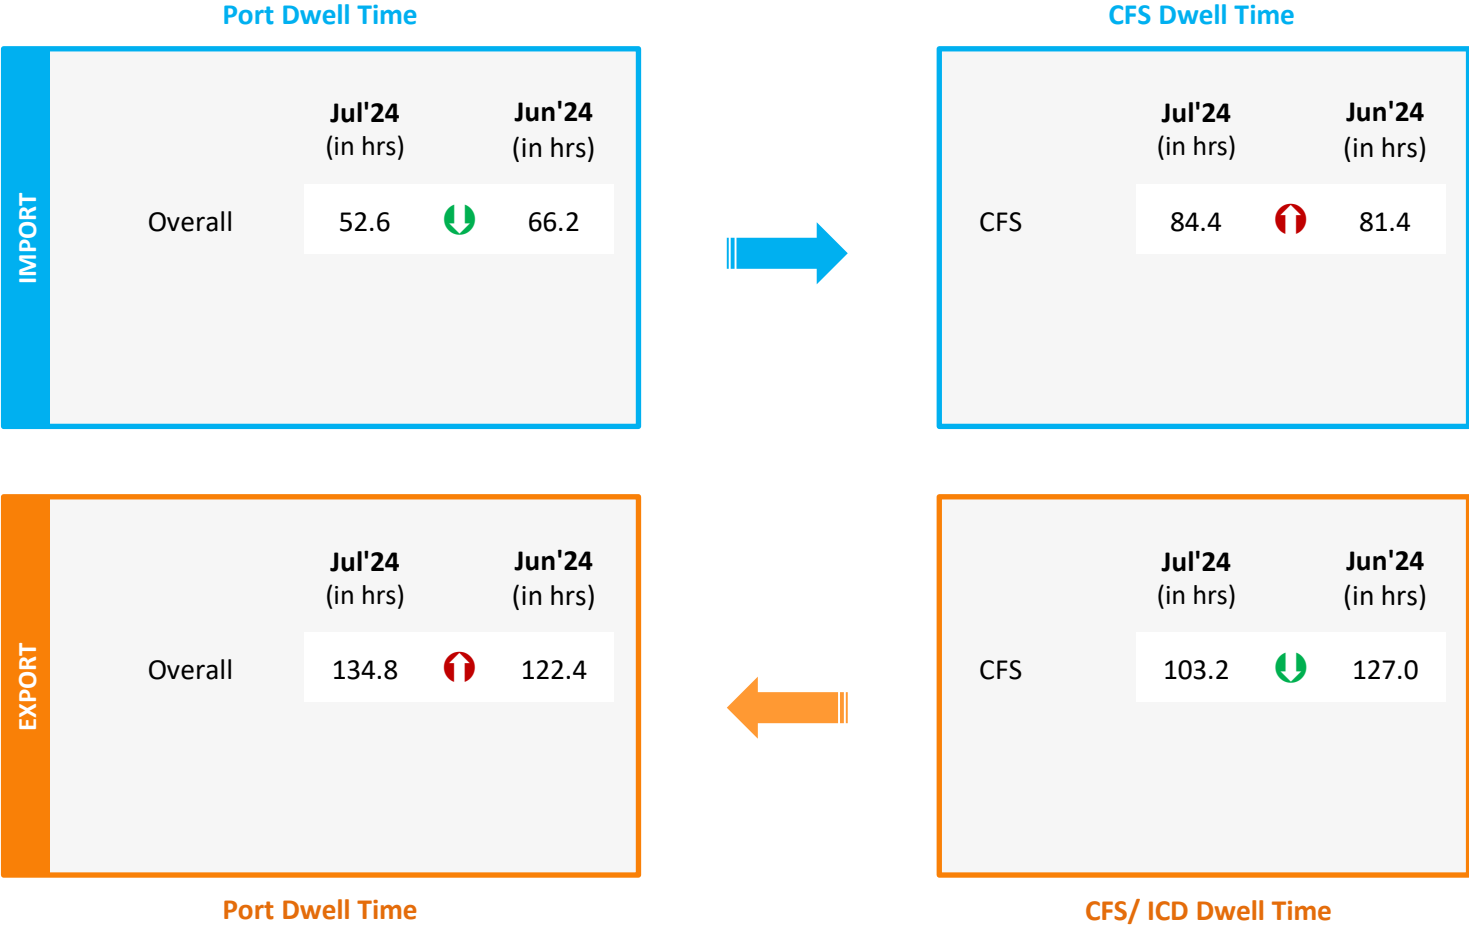 Port Dwell Time
CFS Dwell Time
IMPORT
Jul'24 Jun'24
(in hrs) (in hrs)
Overall 52.6 66.2
Jul'24 Jun'24
(in hrs) (in hrs)
CFS 84.4 81.4
EXPORT
Jul'24 Jun'24
(in hrs) (in hrs)
Overall 134.8 122.4
Jul'24 Jun'24
(in hrs) (in hrs)
CFS 103.2 127.0
Port Dwell Time
CFS/ ICD Dwell Time